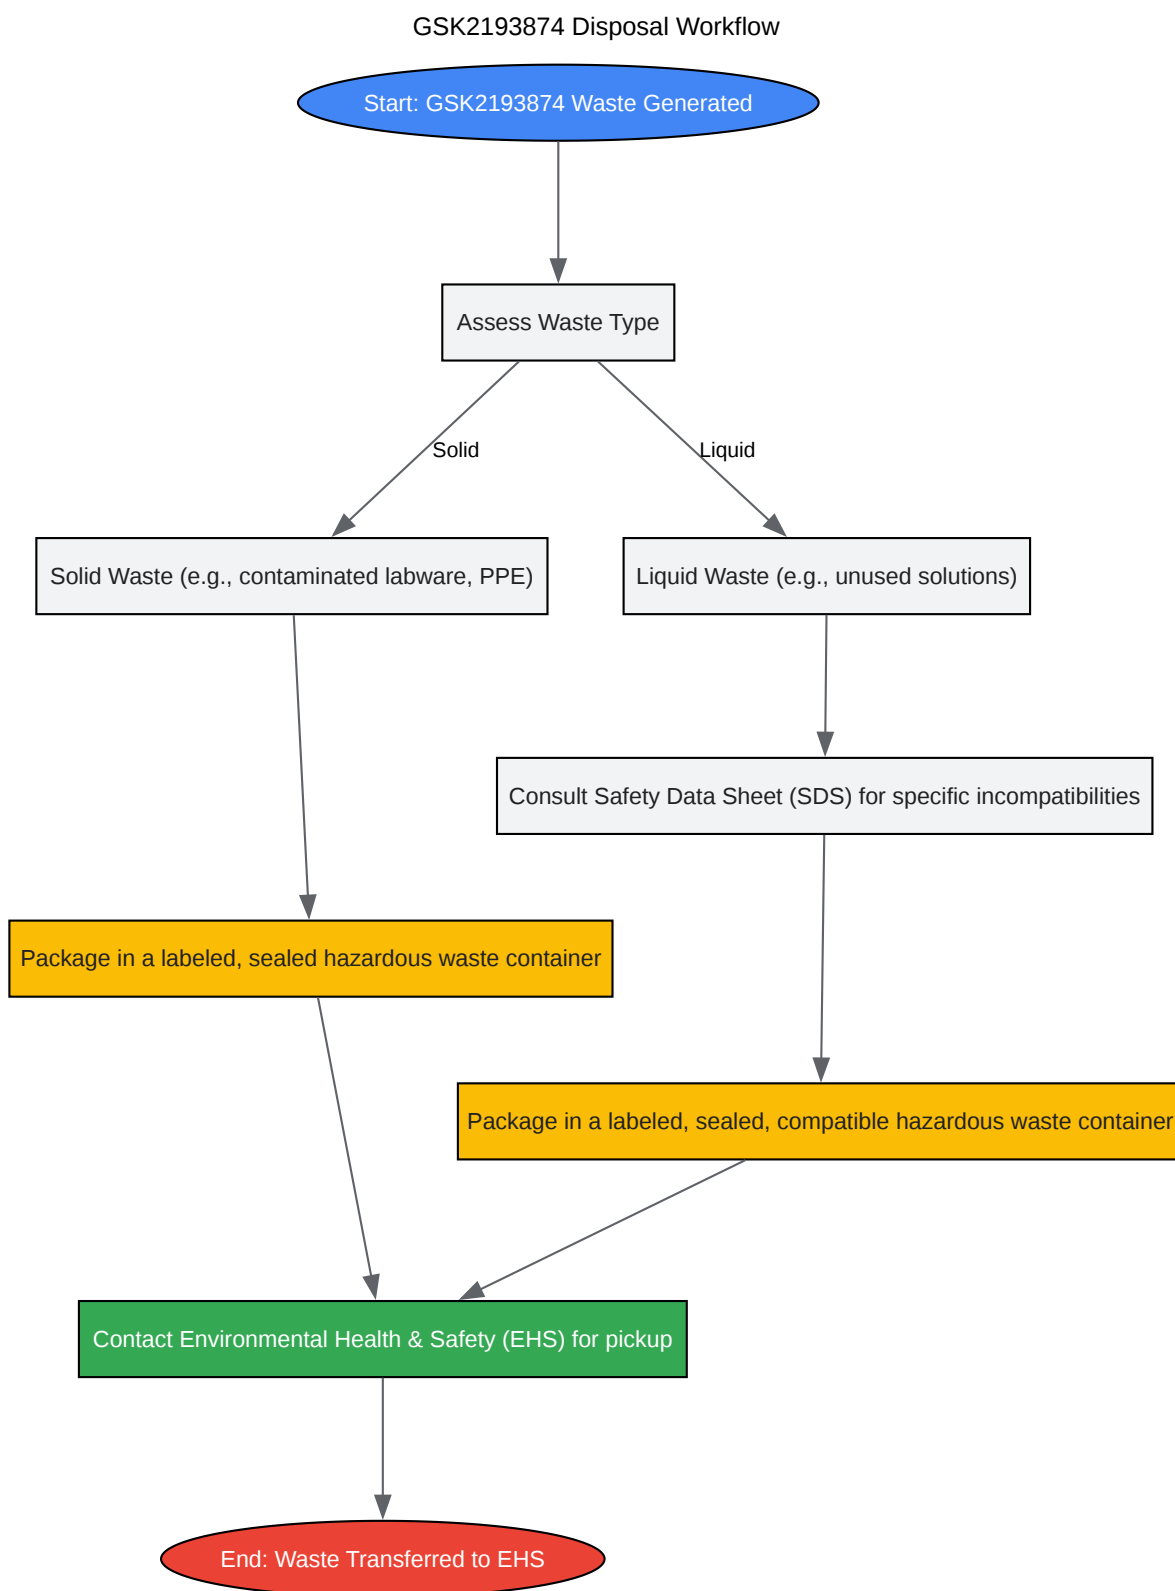 GSK2193874 Disposal Workflow
Start: GSK2193874 Waste Generated
Assess Waste Type
Solid
Liquid
Solid Waste (e.g., contaminated labware, PPE)
Liquid Waste (e.g., unused solutions)
Consult Safety Data Sheet (SDS) for specific incompatibilities
Package in a labeled, sealed hazardous waste container
Package in a labeled, sealed, compatible hazardous waste container
Contact Environmental Health & Safety (EHS) for pickup
End: Waste Transferred to EHS